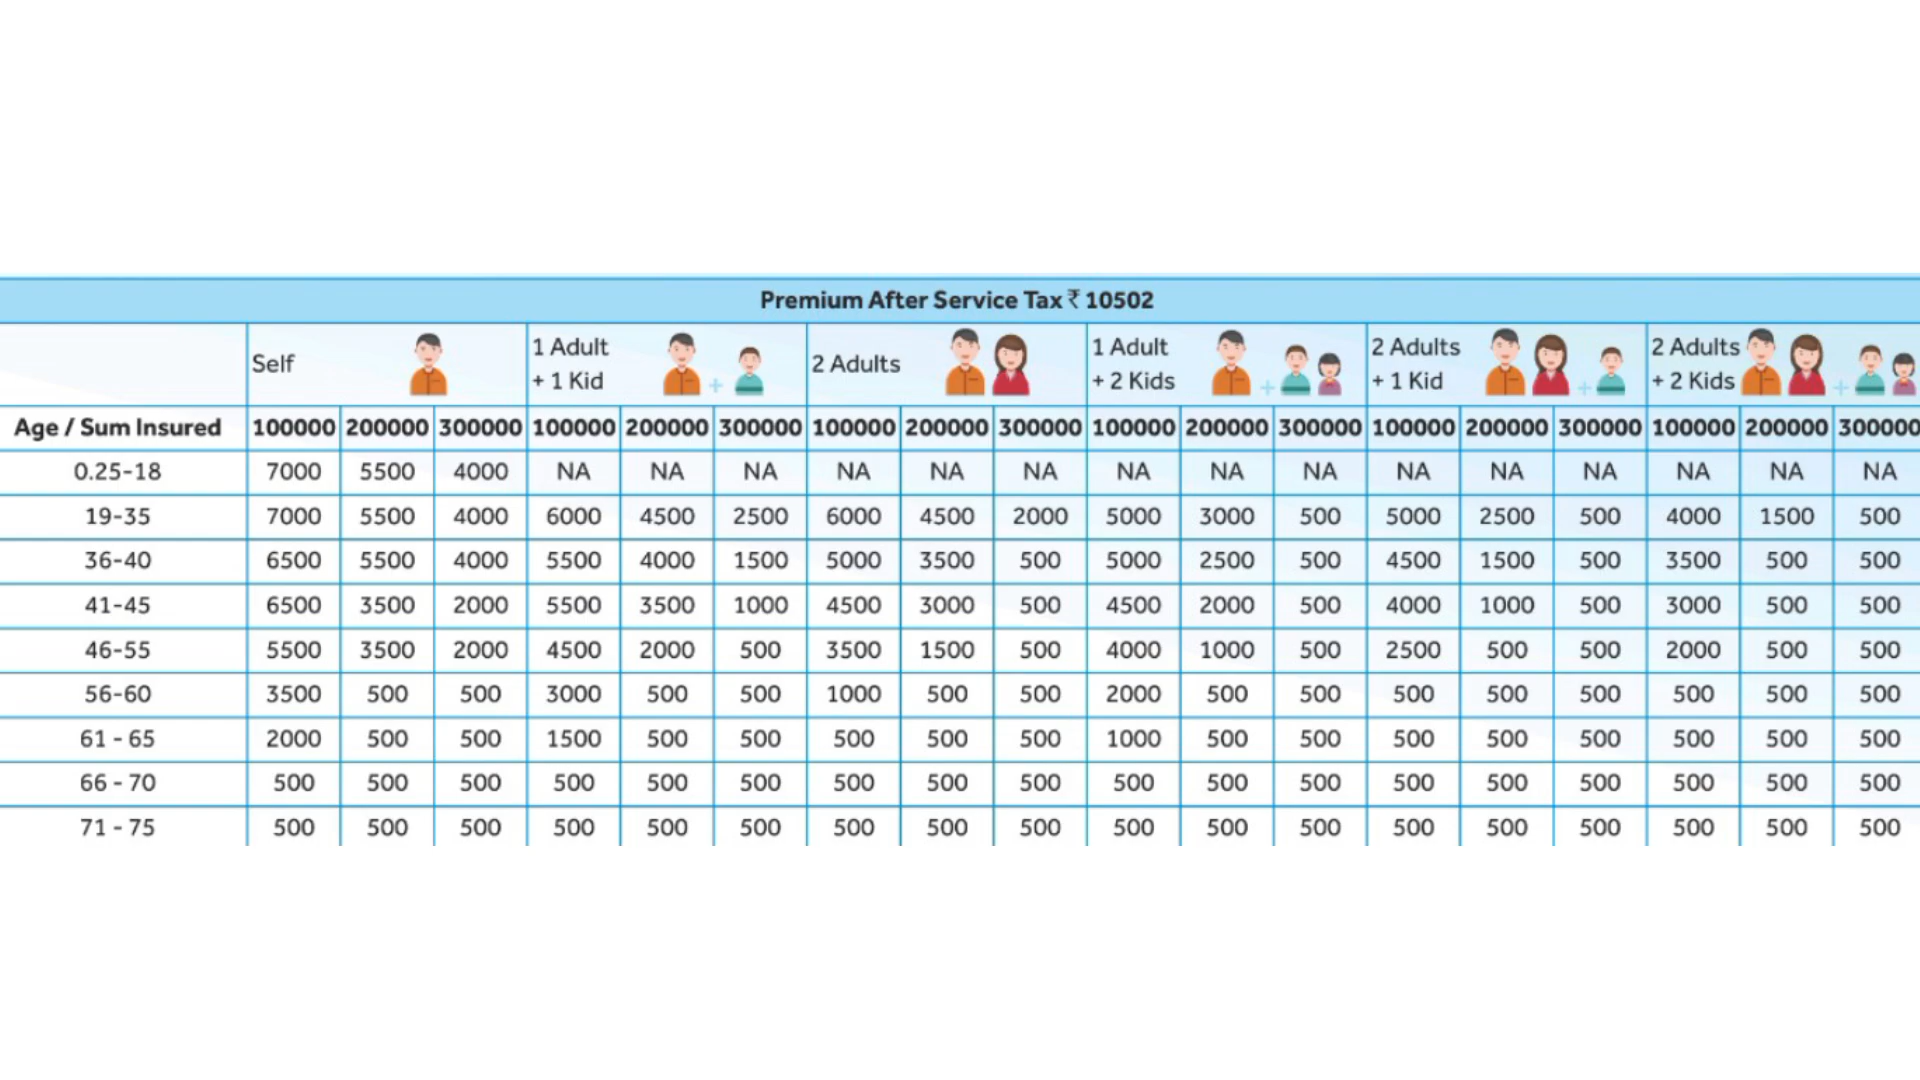 Premium After Service Tax ₹ 10502
Self 1 Adult + 1 Kid 2 Adults 1 Adult + 2 Kids 2 Adults + 1 Kid 2 Adults + 2 Kids
Age / Sum Insured 100000 200000 300000 100000 200000 300000 100000 200000 300000 100000 200000 300000 100000 200000 300000 100000 200000 300000
0.25-18 7000 5500 4000 NA NA NA NA NA NA NA NA NA NA NA NA NA NA NA
19-35 7000 5500 4000 6000 4500 2500 6000 4500 2000 5000 3000 500 5000 2500 500 4000 1500 500
36-40 6500 5500 4000 5500 4000 1500 5000 3500 500 5000 2500 500 4500 1500 500 3500 500 500
41-45 6500 3500 2000 5500 3500 1000 4500 3000 500 4500 2000 500 4000 1000 500 3000 500 500
46-55 5500 3500 2000 4500 2000 500 3500 1500 500 4000 1000 500 2500 500 500 2000 500 500
56-60 3500 500 500 3000 500 500 1000 500 500 2000 500 500 500 500 500 500 500 500
61 - 65 2000 500 500 1500 500 500 500 500 500 1000 500 500 500 500 500 500 500 500
66 - 70 500 500 500 500 500 500 500 500 500 500 500 500 500 500 500 500 500 500
71 - 75 500 500 500 500 500 500 500 500 500 500 500 500 500 500 500 500 500 500